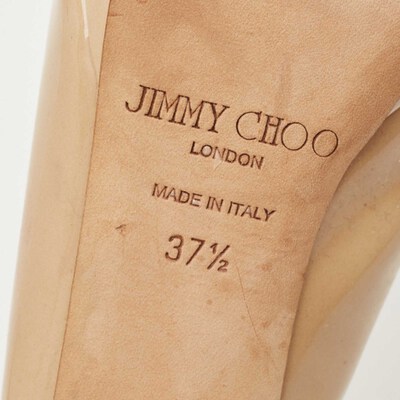 JIMMY CHOO
LONDON
MADE IN ITALY
37½